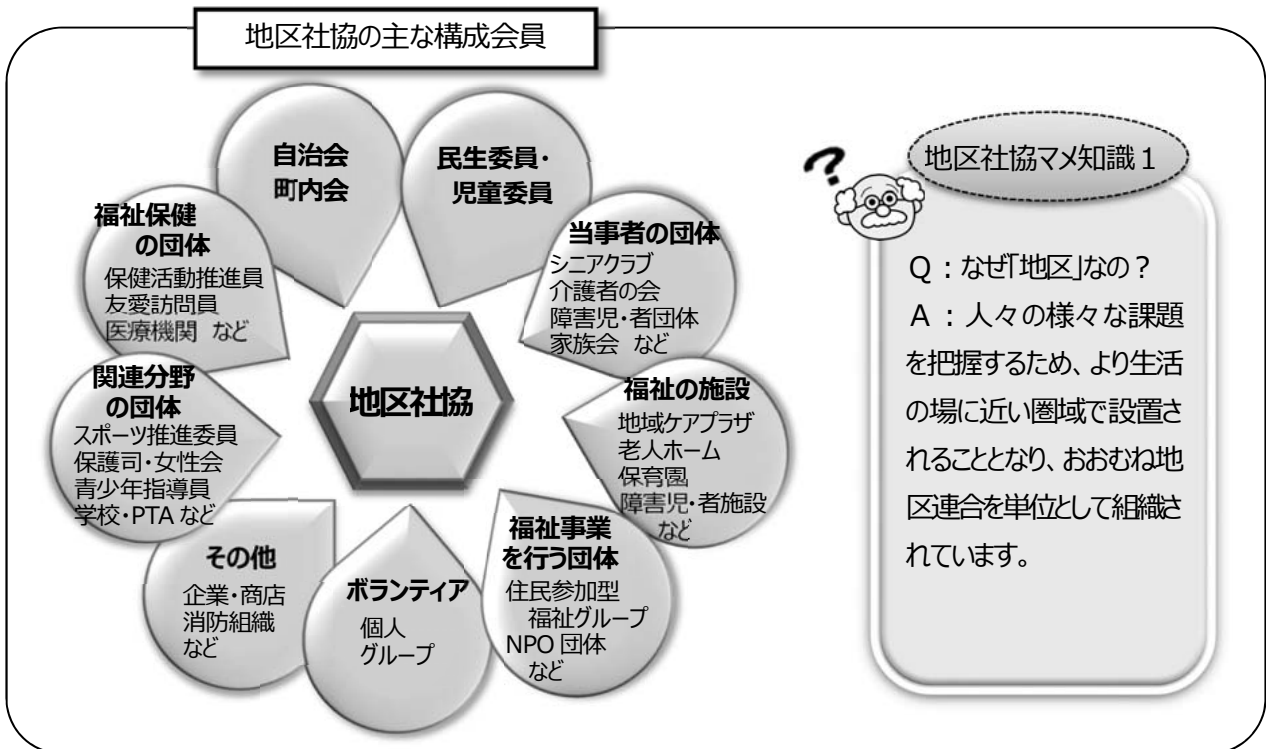 地区社協の主な構成会員
自治会
町内会
民生委員・
児童委員
当事者の団体
シニアクラブ
介護者の会
障害児・者団体
家族会 など
福祉の施設
地域ケアプラザ
老人ホーム
保育園
障害児・者施設
など
福祉事業
を行う団体
住民参加型
福祉グループ
NPO 団体
など
ボランティア
個人
グループ
その他
企業・商店
消防組織
など
関連分野
の団体
スポーツ推進委員
保護司・女性会
青少年指導員
学校・PTA など
福祉保健
の団体
保健活動推進員
友愛訪問員
医療機関 など
地区社協
?
地区社協マメ知識1
Q：なぜ「地区」なの？
A：人々の様々な課題
を把握するため、より生活
の場に近い圏域で設置さ
れることとなり、おおむね地
区連合を単位として組織さ
れています。